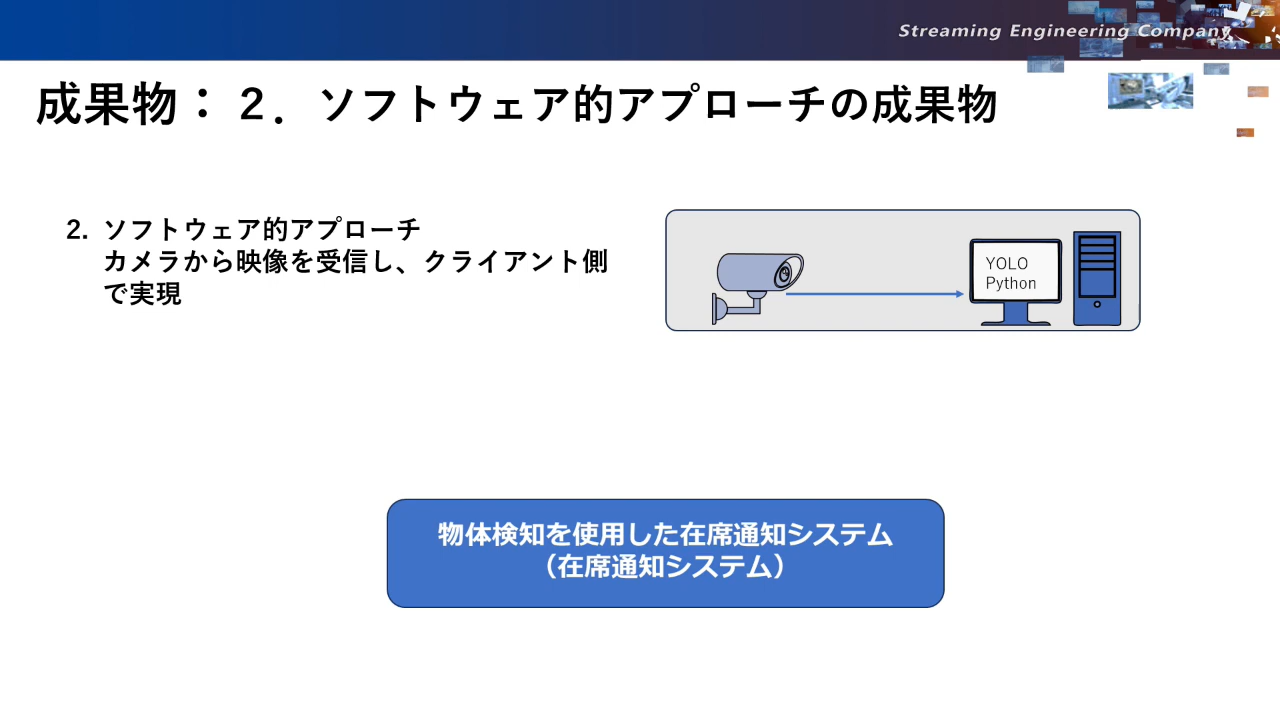 Streaming Engineering Company
成果物：２．ソフトウェア的アプローチの成果物
2. ソフトウェア的アプローチ
カメラから映像を受信し、クライアント側
で実現
YOLO
Python
物体検知を使用した在席通知システム
（在席通知システム）